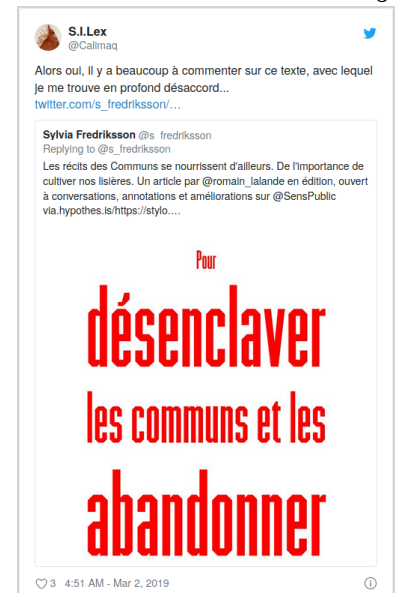 S.I.Lex
@Calimaq
Alors oui, il y a beaucoup à commenter sur ce texte, avec lequel
je me trouve en profond désaccord...
twitter.com/s_fredriksson/…
Sylvia Fredriksson @s_fredriksson
Replying to @s_fredriksson
Les récits des Communs se nourrissent d'ailleurs. De l'importance de
cultiver nos lisières. Un article par @romain_lalande en édition, ouvert
à conversations, annotations et améliorations sur @SensPublic
via.hypothes.is/https://stylo.…
Pour
désenclaver
les communs et les
abandonner
3 4:51 AM - Mar 2, 2019